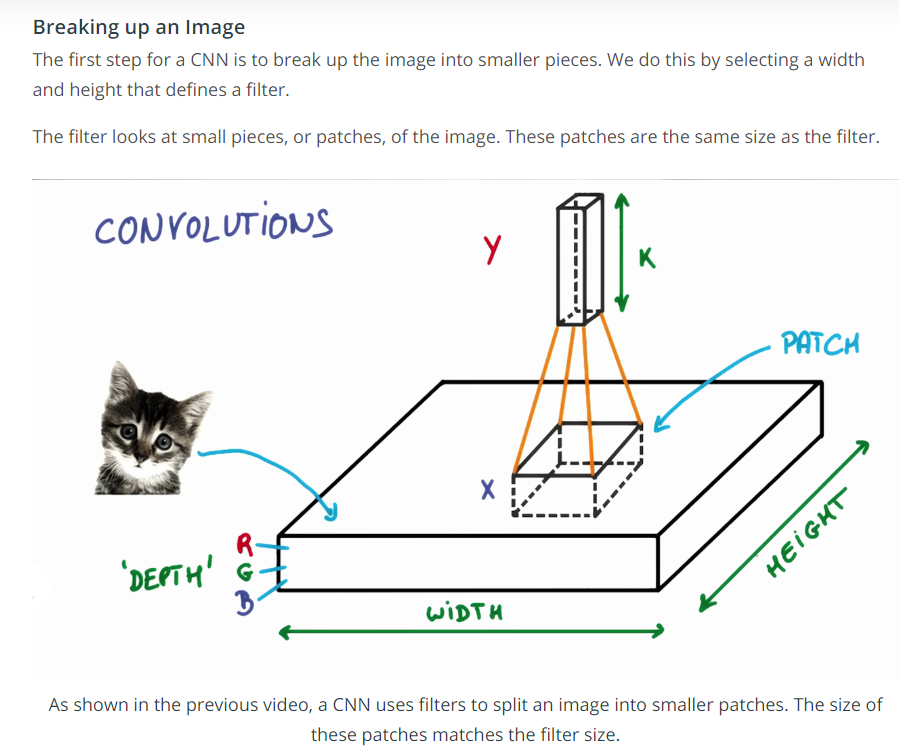 Breaking up an Image
The first step for a CNN is to break up the image into smaller pieces. We do this by selecting a width
and height that defines a filter.
The filter looks at small pieces, or patches, of the image. These patches are the same size as the filter.
CONVOLUTIONS
Y
K
PATCH
X
R
'DEPTH'
G
B
HEIGHT
WIDTH
As shown in the previous video, a CNN uses filters to split an image into smaller patches. The size of
these patches matches the filter size.